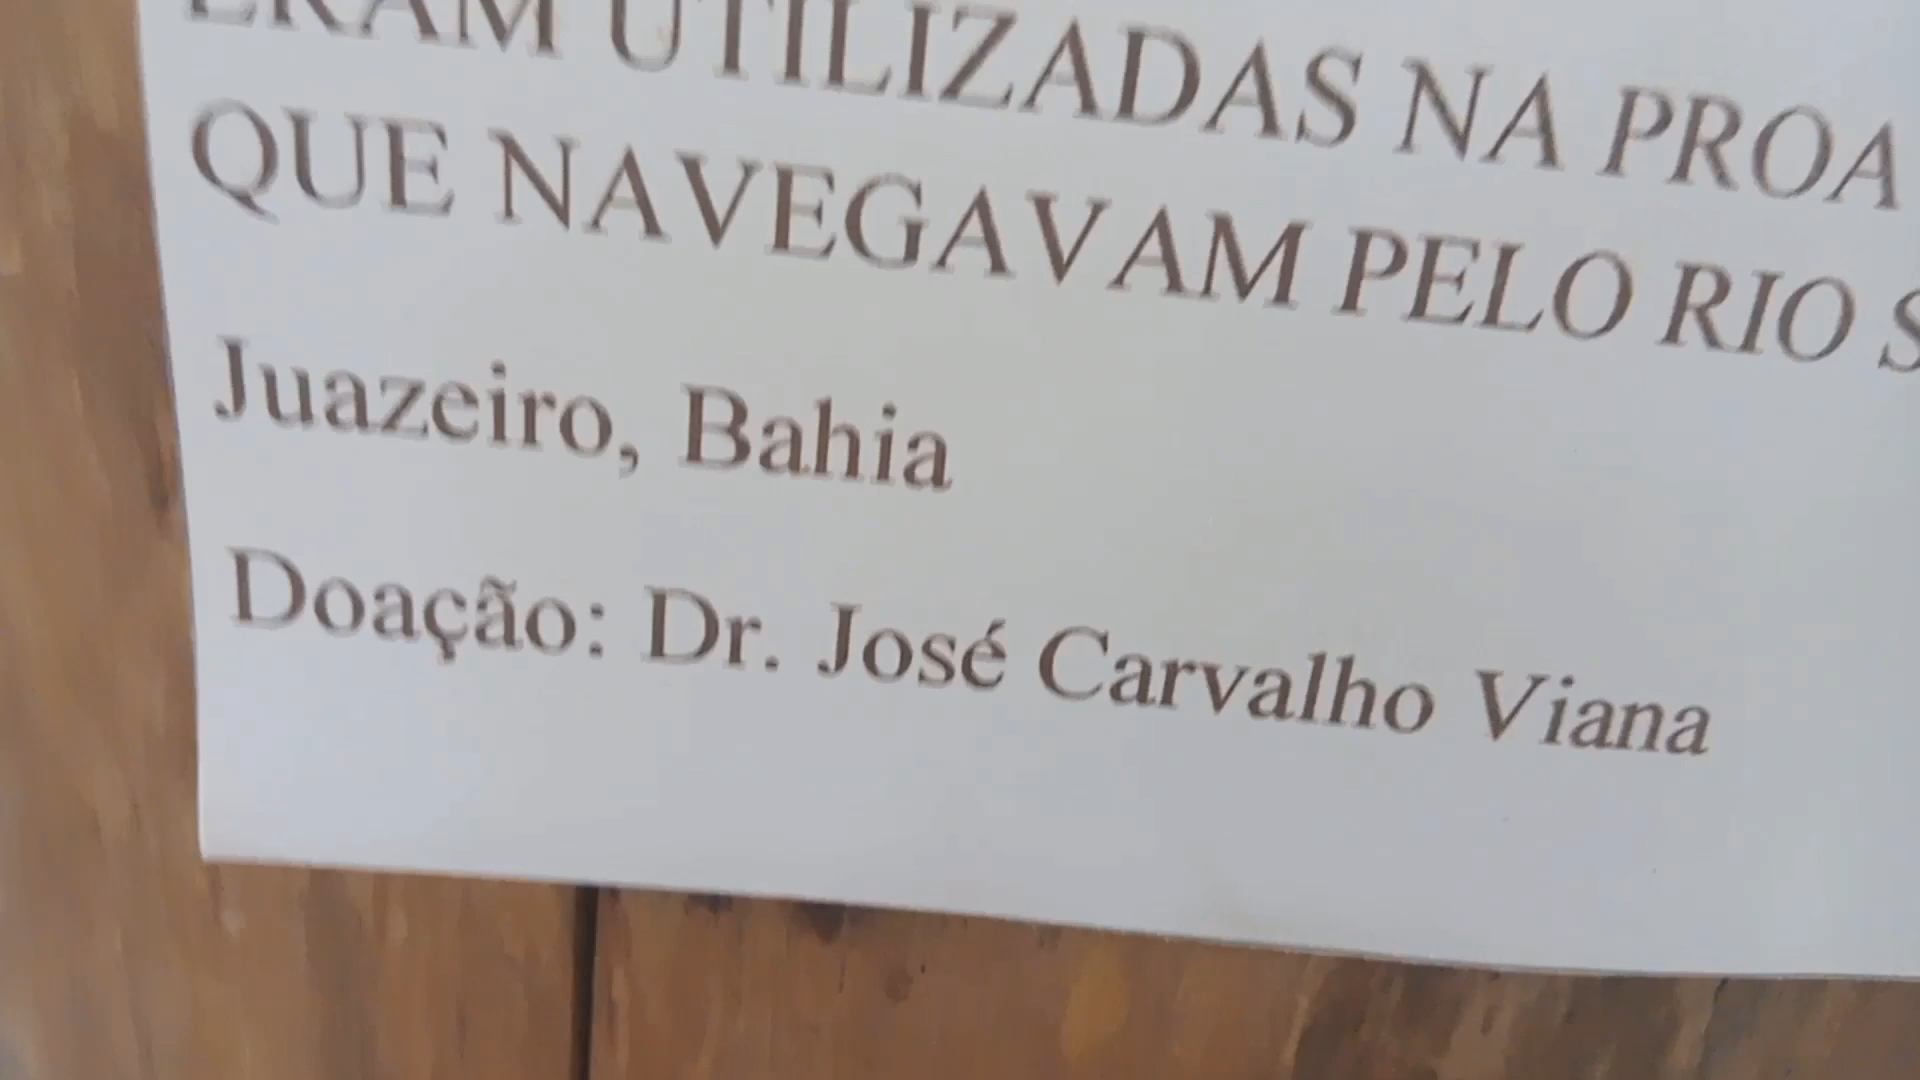 ERAM UTILIZADAS NA PROA
QUE NAVEGAVAM PELO RIO
Juazeiro, Bahia
Doação: Dr. José Carvalho Viana